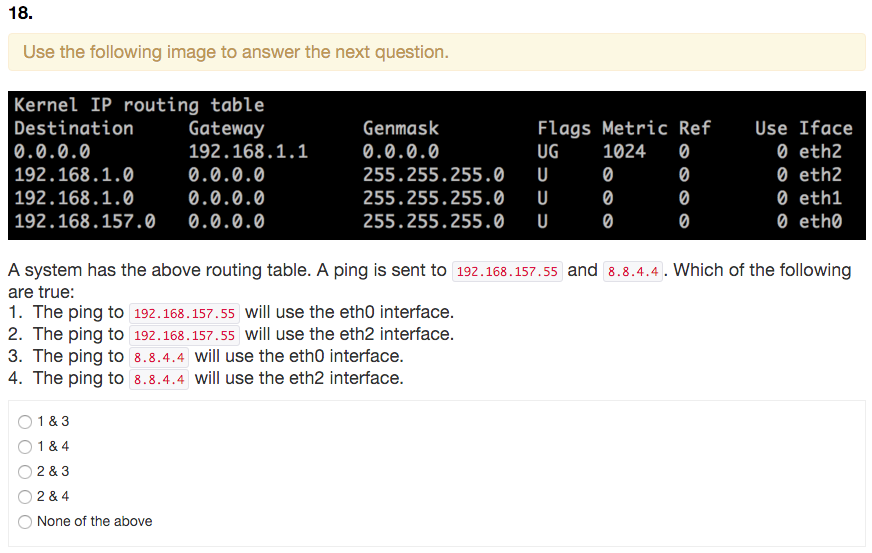 18.
Use the following image to answer the next question.
Kernel IP routing table
Destination Gateway Genmask Flags Metric Ref Use Iface
0.0.0.0 192.168.1.1 0.0.0.0 UG 1024 0 0 eth2
192.168.1.0 0.0.0.0 255.255.255.0 U 0 0 0 eth2
192.168.1.0 0.0.0.0 255.255.255.0 U 0 0 0 eth1
192.168.157.0 0.0.0.0 255.255.255.0 U 0 0 0 eth0
A system has the above routing table. A ping is sent to 192.168.157.55 and 8.8.4.4. Which of the following
are true:
1. The ping to 192.168.157.55 will use the eth0 interface.
2. The ping to 192.168.157.55 will use the eth2 interface.
3. The ping to 8.8.4.4 will use the eth0 interface.
4. The ping to 8.8.4.4 will use the eth2 interface.
1 & 3
1 & 4
2 & 3
2 & 4
None of the above